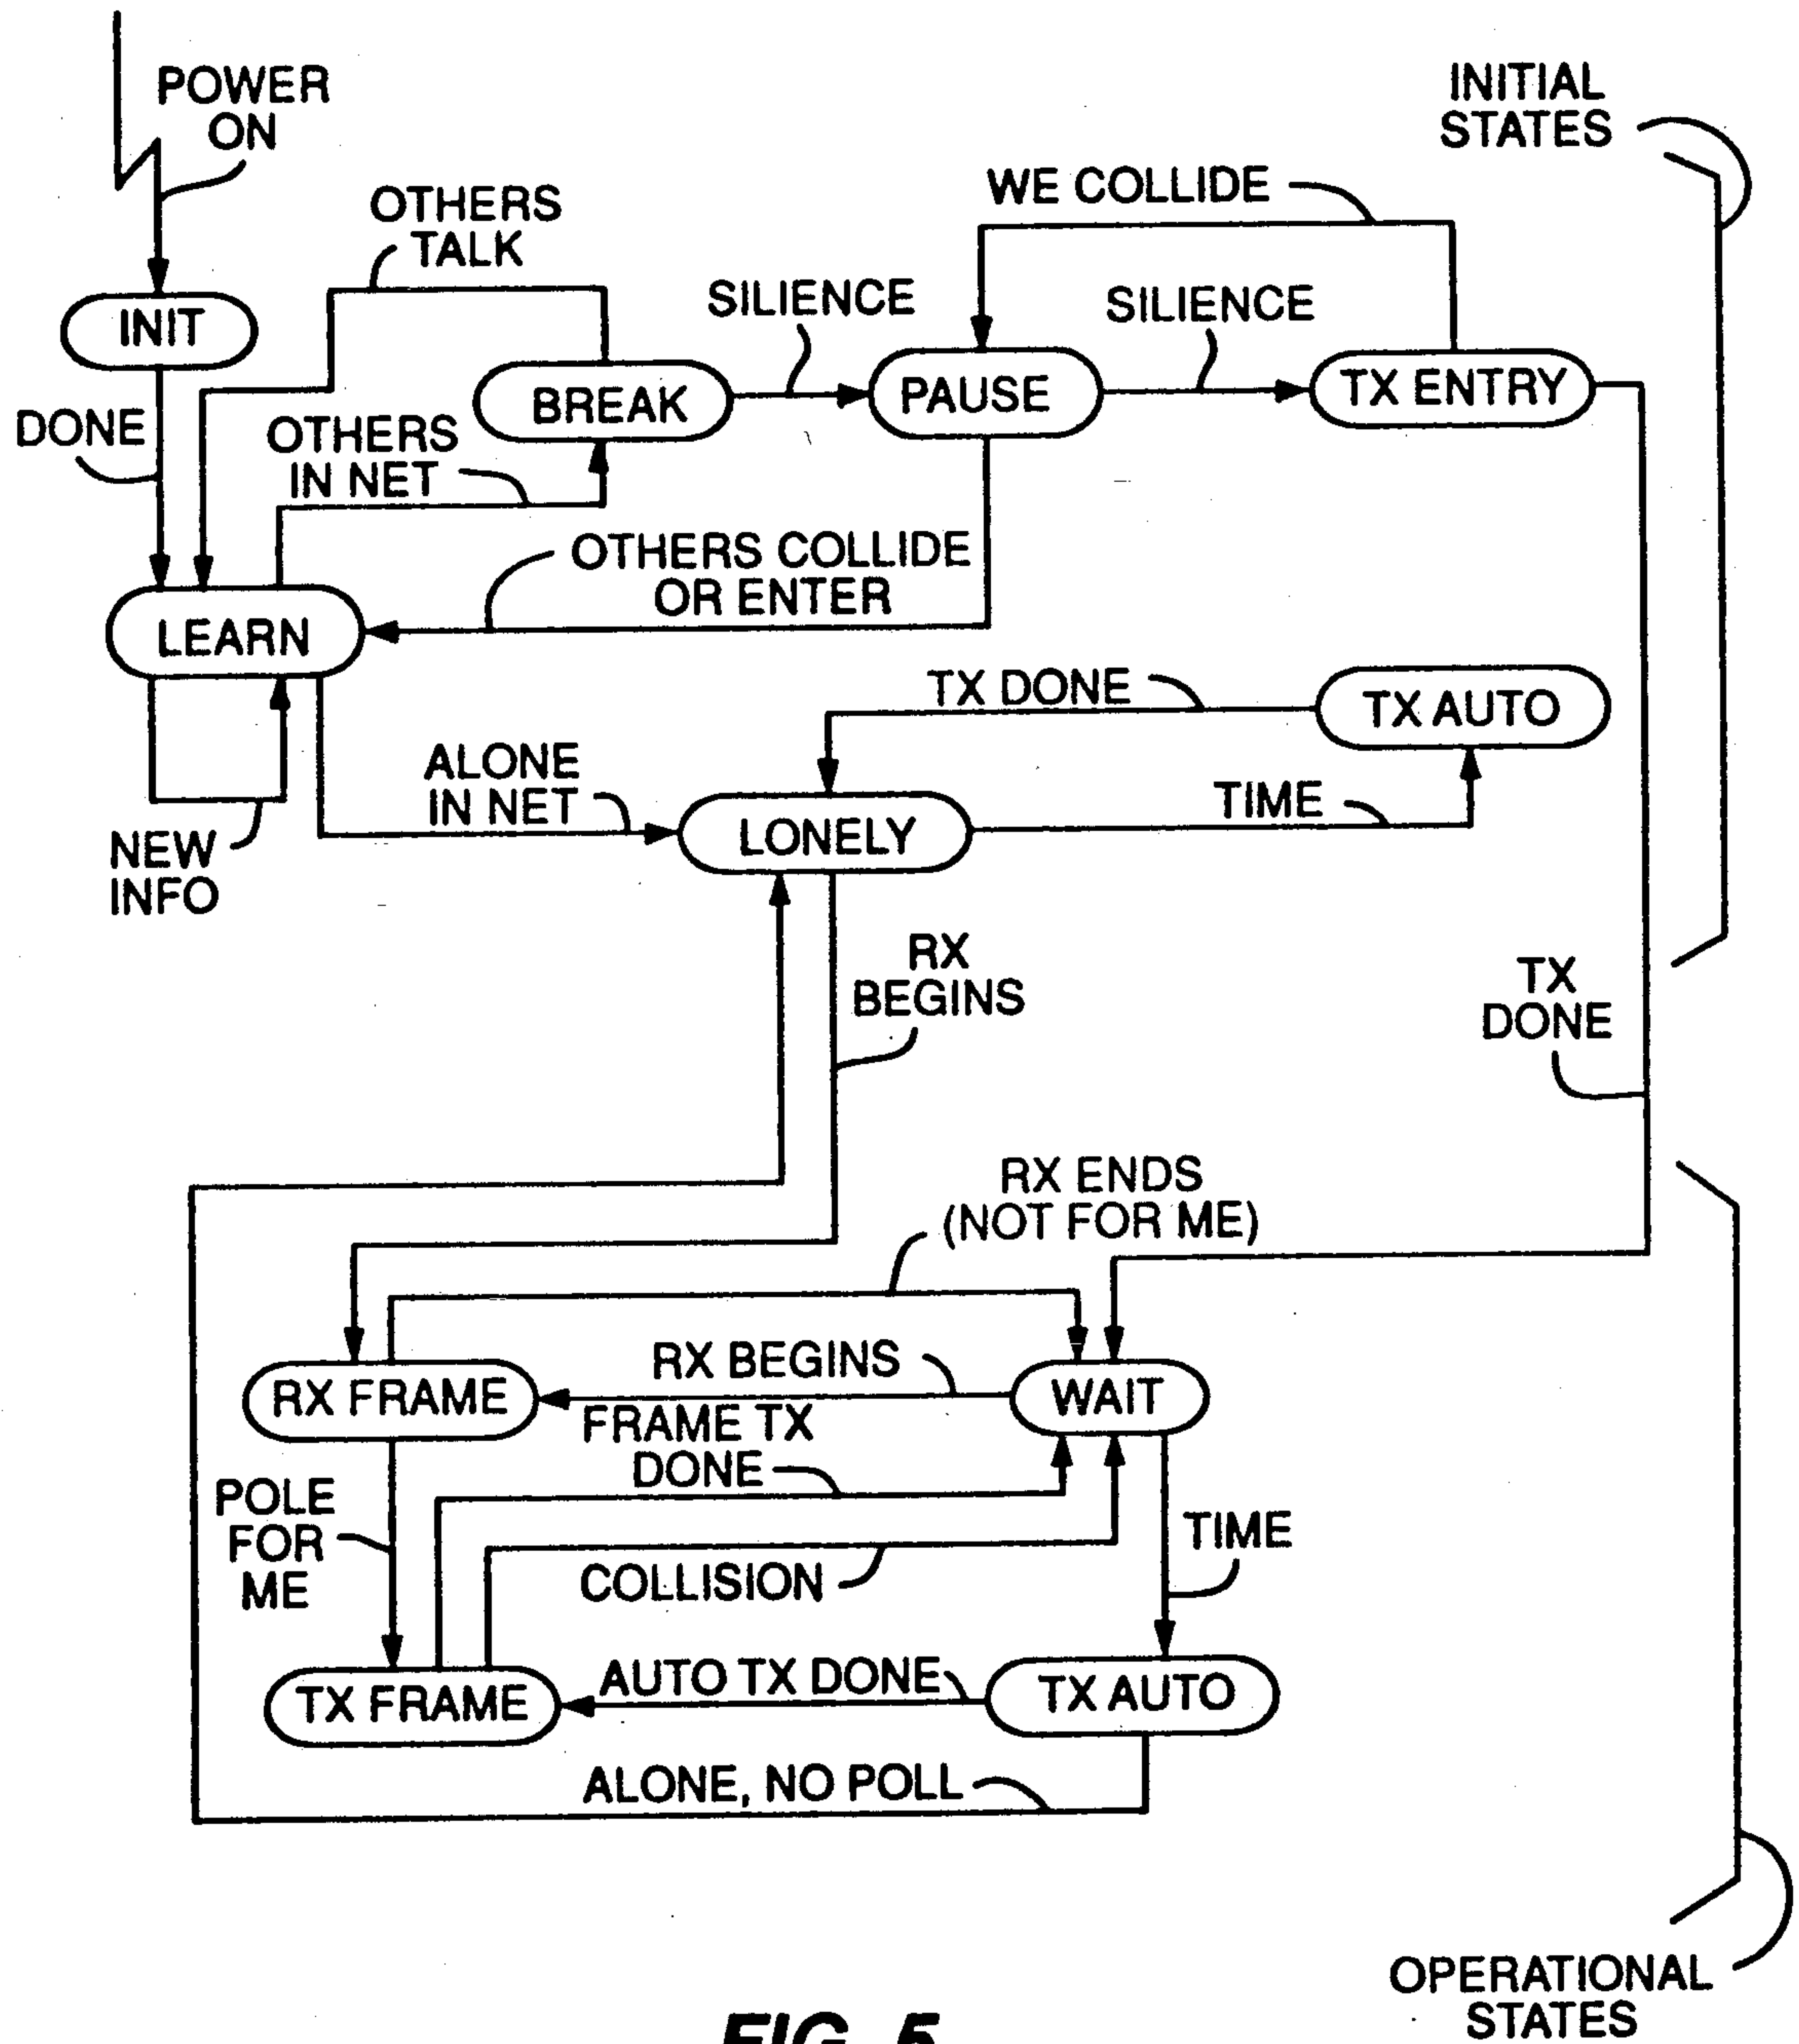 POWER
ON
INITIAL
STATES
WE COLLIDE
OTHERS
TALK
SILIENCE
SILIENCE
INIT
BREAK
PAUSE
TX ENTRY
DONE
OTHERS
IN NET
OTHERS COLLIDE
OR ENTER
LEARN
TX DONE
TX AUTO
ALONE
IN NET
TIME
LONELY
NEW
INFO
RX
BEGINS
TX
DONE
RX ENDS
(NOT FOR ME)
RX BEGINS
RX FRAME
WAIT
FRAME TX
DONE
POLE
FOR
ME
TIME
COLLISION
AUTO TX DONE
TX AUTO
TX FRAME
ALONE, NO POLL
OPERATIONAL
STATES
FIG. 5